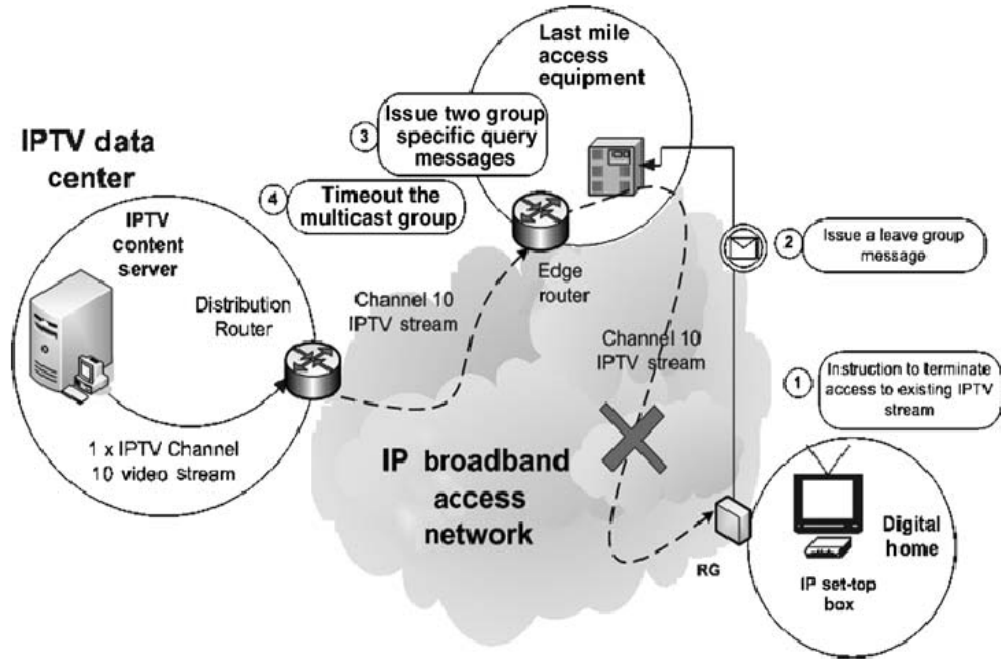 Last mile
access
equipment
3
Issue two group
specific query
messages
IPTV data
center
4
Timeout the
multicast group
IPTV
content
server
2
Issue a leave group
message
Edge
router
Distribution
Router
Channel 10
IPTV stream
Channel 10
IPTV stream
1
Instruction to terminate
access to existing IPTV
stream
1 x IPTV Channel
10 video stream
IP broadband
access
network
Digital
home
RG
IP set-top
box